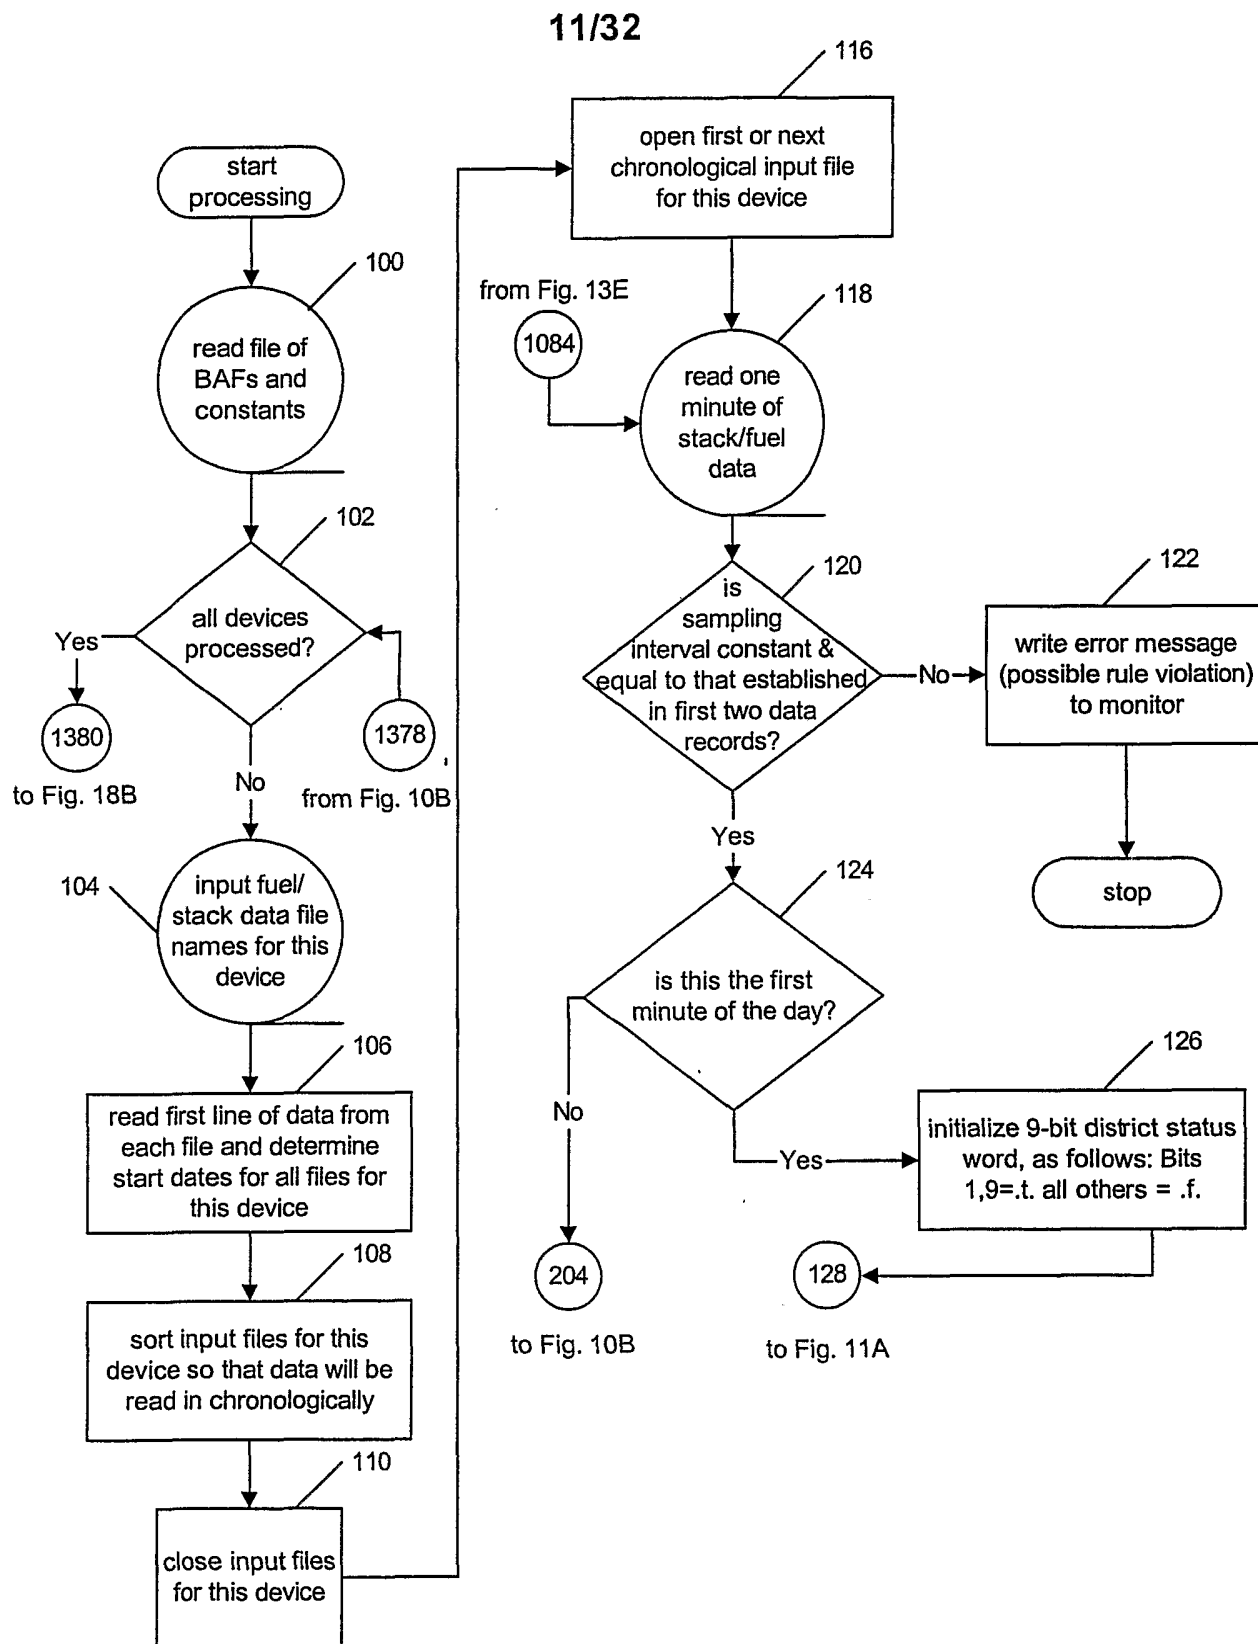 11/32
start
processing
100
read file of
BAFs and
constants
102
all devices
processed?
Yes
1380
to Fig. 18B
1378
from Fig. 10B
No
104
input fuel/
stack data file
names for this
device
106
read first line of data from
each file and determine
start dates for all files for
this device
108
sort input files for this
device so that data will be
read in chronologically
110
close input files
for this device
116
open first or next
chronological input file
for this device
from Fig. 13E
1084
118
read one
minute of
stack/fuel
data
120
is
sampling
interval constant &
equal to that established
in first two data
records?
No
122
write error message
(possible rule violation)
to monitor
stop
Yes
124
is this the first
minute of the day?
No
204
to Fig. 10B
Yes
126
initialize 9-bit district status
word, as follows: Bits
1,9=.t. all others = .f.
128
to Fig. 11A